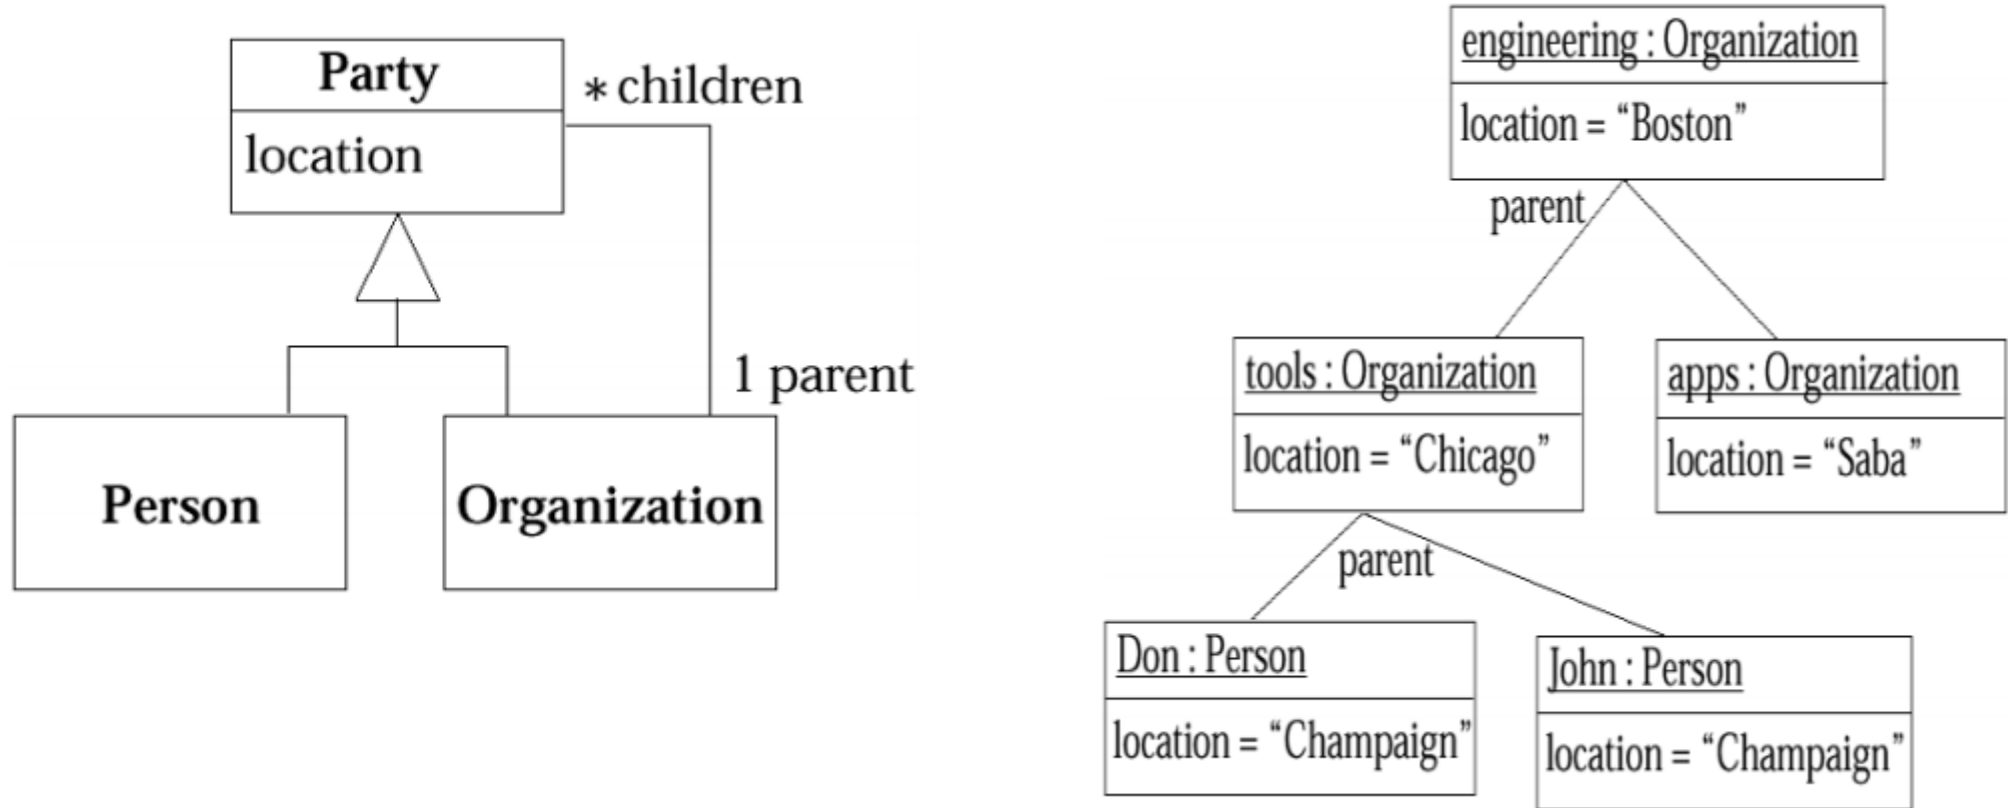 Party
* children
location
1 parent
Person
Organization
engineering : Organization
location = “Boston”
parent
tools : Organization
location = “Chicago”
apps : Organization
location = “Saba”
parent
Don : Person
location = “Champaign”
John : Person
location = “Champaign”